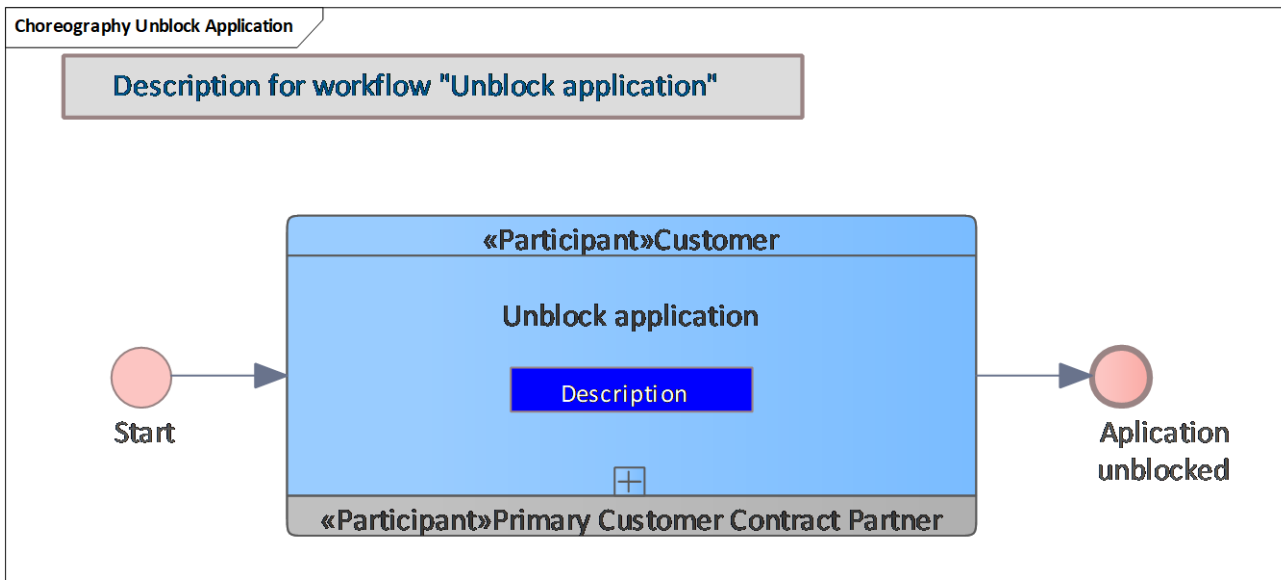 Choreography Unblock Application
Description for workflow "Unblock application"
«Participant»Customer
Unblock application
Description
Start
Aplication
unblocked
«Participant»Primary Customer Contract Partner